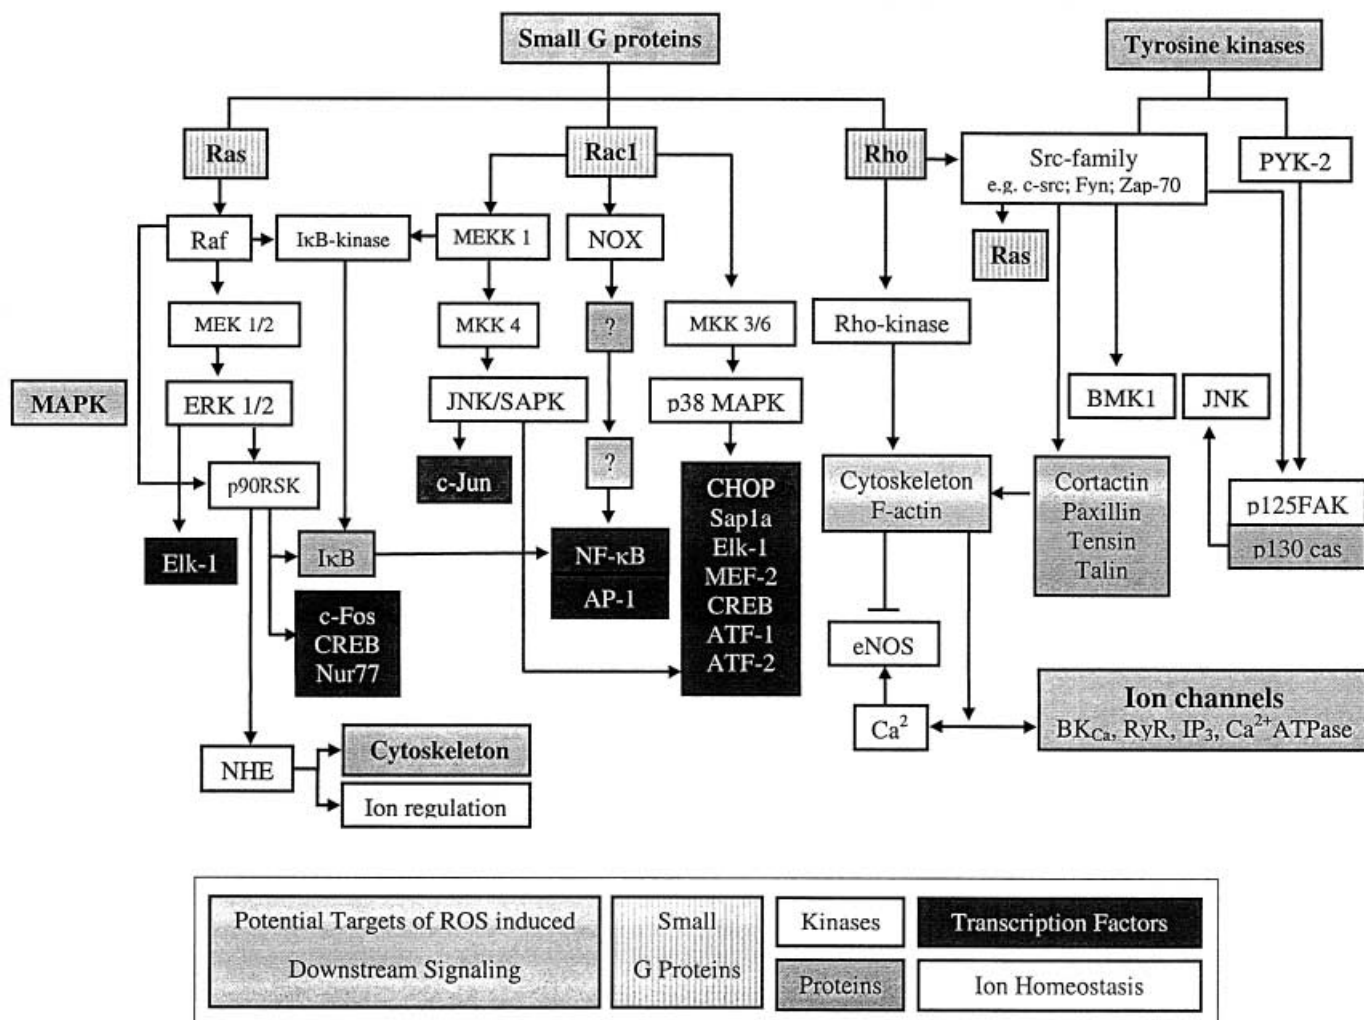 Small G proteins
Tyrosine kinases
Ras
Rac1
Rho
Src-family
e.g. c-src; Fyn; Zap-70
PYK-2
Raf
IκB-kinase
MEKK 1
NOX
Ras
MEK 1/2
MKK 4
?
MKK 3/6
Rho-kinase
MAPK
ERK 1/2
JNK/SAPK
p38 MAPK
BMK1
JNK
p90RSK
c-Jun
?
CHOP
Sap1a
Elk-1
MEF-2
CREB
ATF-1
ATF-2
Cytoskeleton
F-actin
Cortactin
Paxillin
Tensin
Talin
p125FAK
p130 cas
Elk-1
IκB
NF-κB
AP-1
c-Fos
CREB
Nur77
eNOS
Ca2
Ion channels
BKCa, RyR, IP3, Ca2+ATPase
NHE
Cytoskeleton
Ion regulation
Potential Targets of ROS induced
Downstream Signaling
Small
G Proteins
Kinases
Proteins
Transcription Factors
Ion Homeostasis